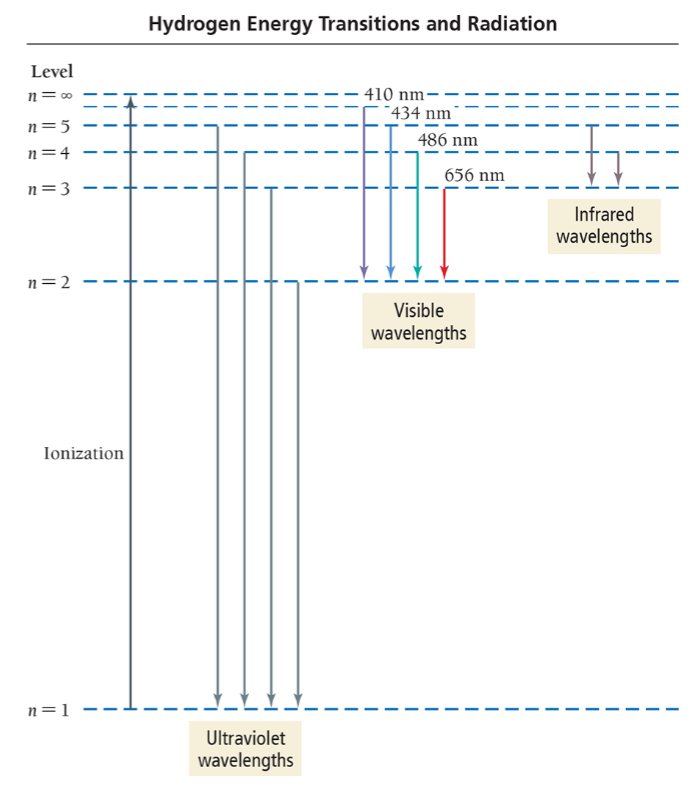 Hydrogen Energy Transitions and Radiation
Level
n = ∞
410 nm
434 nm
n = 5
486 nm
n = 4
656 nm
n = 3
Infrared
wavelengths
n = 2
Visible
wavelengths
Ionization
n = 1
Ultraviolet
wavelengths